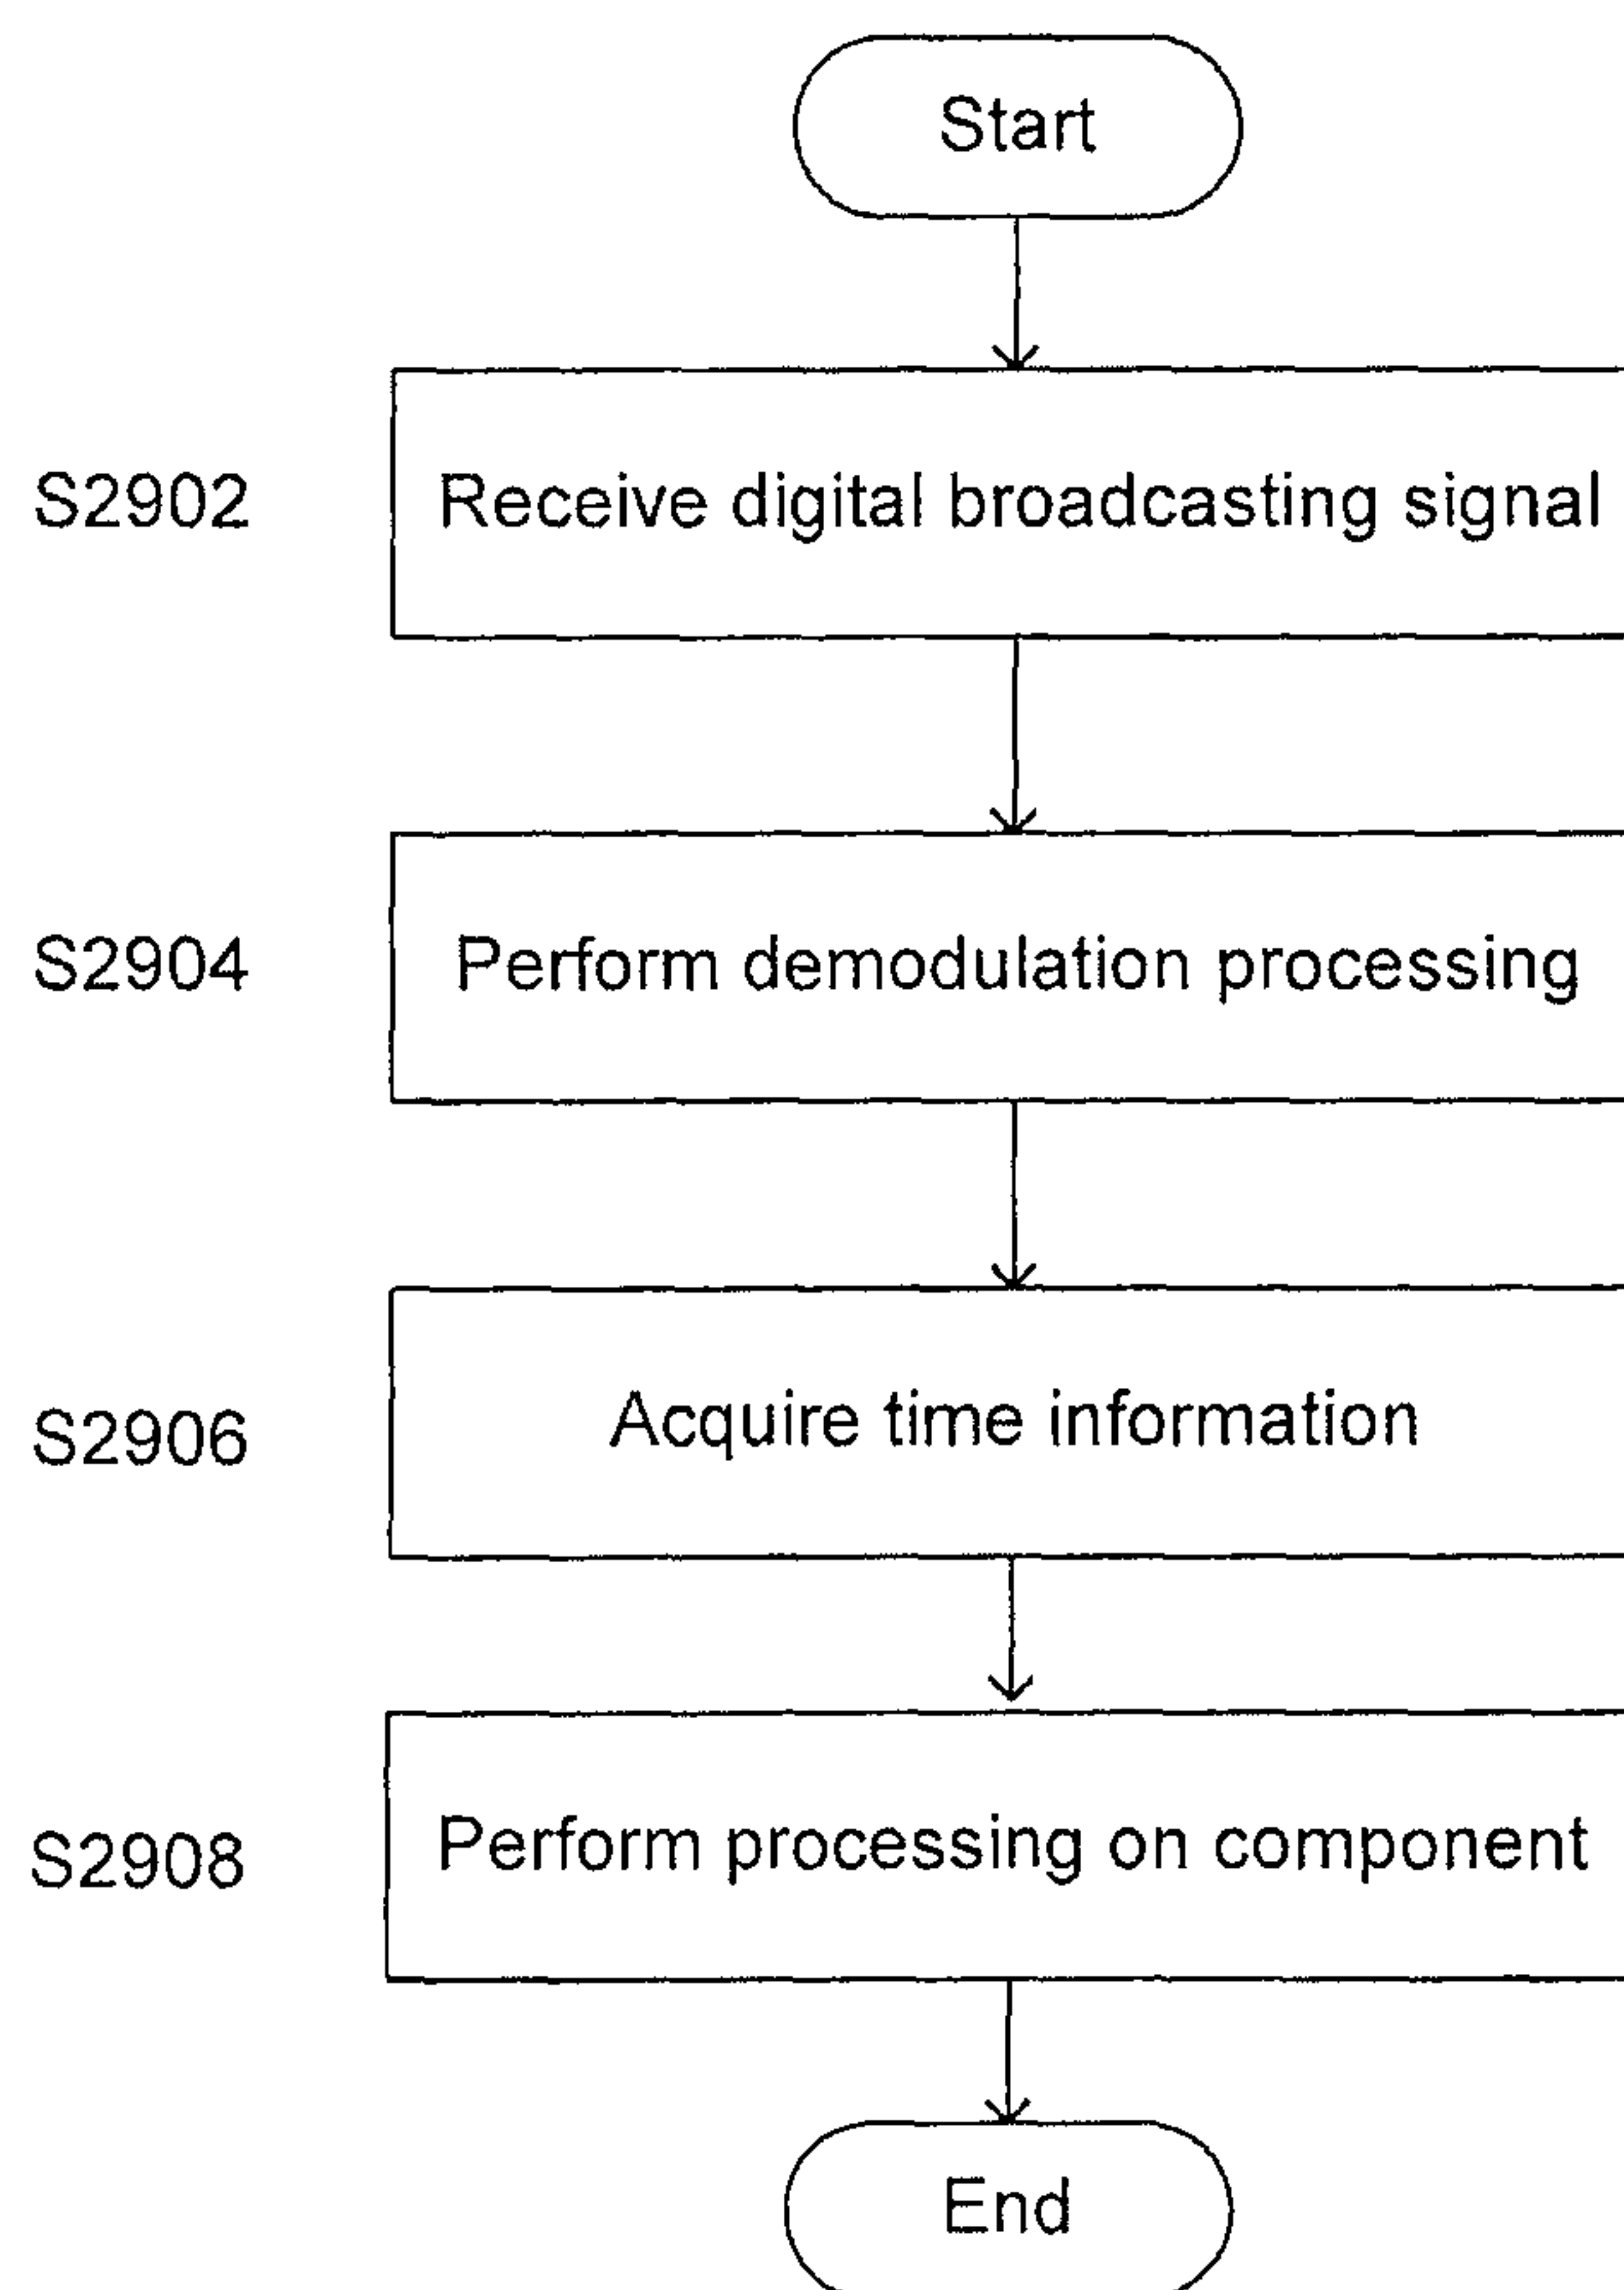 Start
S2902 Receive digital broadcasting signal
S2904 Perform demodulation processing
S2906 Acquire time information
S2908 Perform processing on component
End